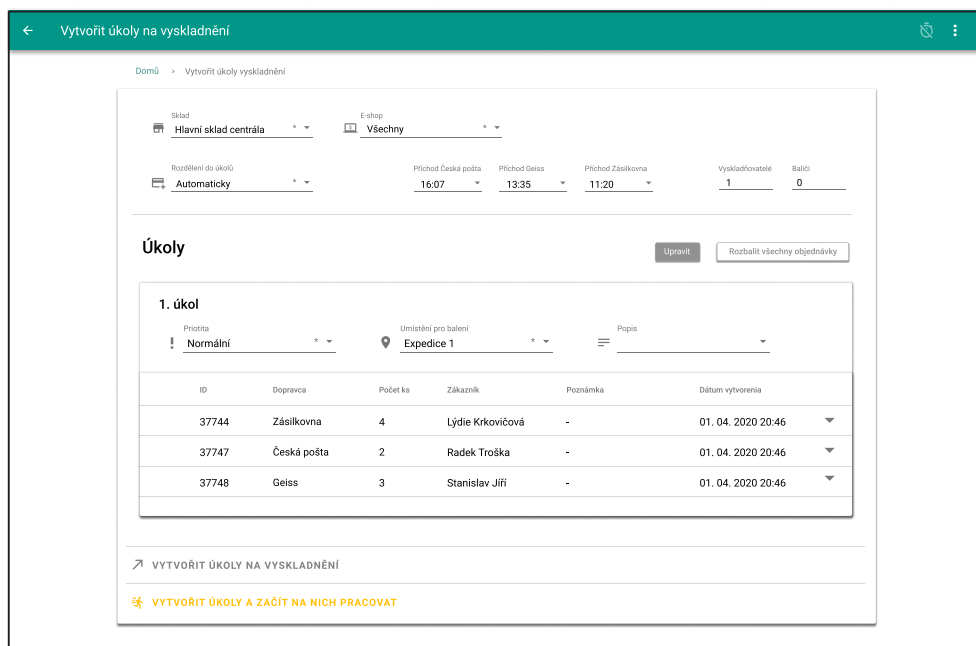 Vytvořit úkoly na vyskladnění
Domů › Vytvořit úkoly vyskladnění
Sklad E-shop
Hlavní sklad centrála * Všechny *
Rozdělení do úkolů Příchod Česká pošta Příchod Geiss Příchod Zásilkovna Vyskladňovatelé Baliči
Automaticky * 16:07 13:35 11:20 1 0
Úkoly Upravit Rozbalit všechny objednávky
1. úkol
Priotita Umístění pro balení Popis
Normální * Expedice 1 *
ID Dopravca Počet ks Zákazník Poznámka Dátum vytvorenia
37744 Zásilkovna 4 Lýdie Krkovičová - 01. 04. 2020 20:46
37747 Česká pošta 2 Radek Troška - 01. 04. 2020 20:46
37748 Geiss 3 Stanislav Jíří - 01. 04. 2020 20:46
VYTVOŘIT ÚKOLY NA VYSKLADNĚNÍ
VYTVOŘIT ÚKOLY A ZAČÍT NA NICH PRACOVAT